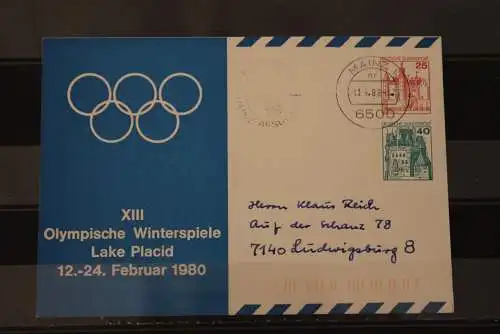 XIII
Olympische Winterspiele
Lake Placid
12.-24. Februar 1980
MAINZ
6500
25
40
Herrn Klaus Reich
Auf der Schanz 78
7140 Ludwigsburg 8